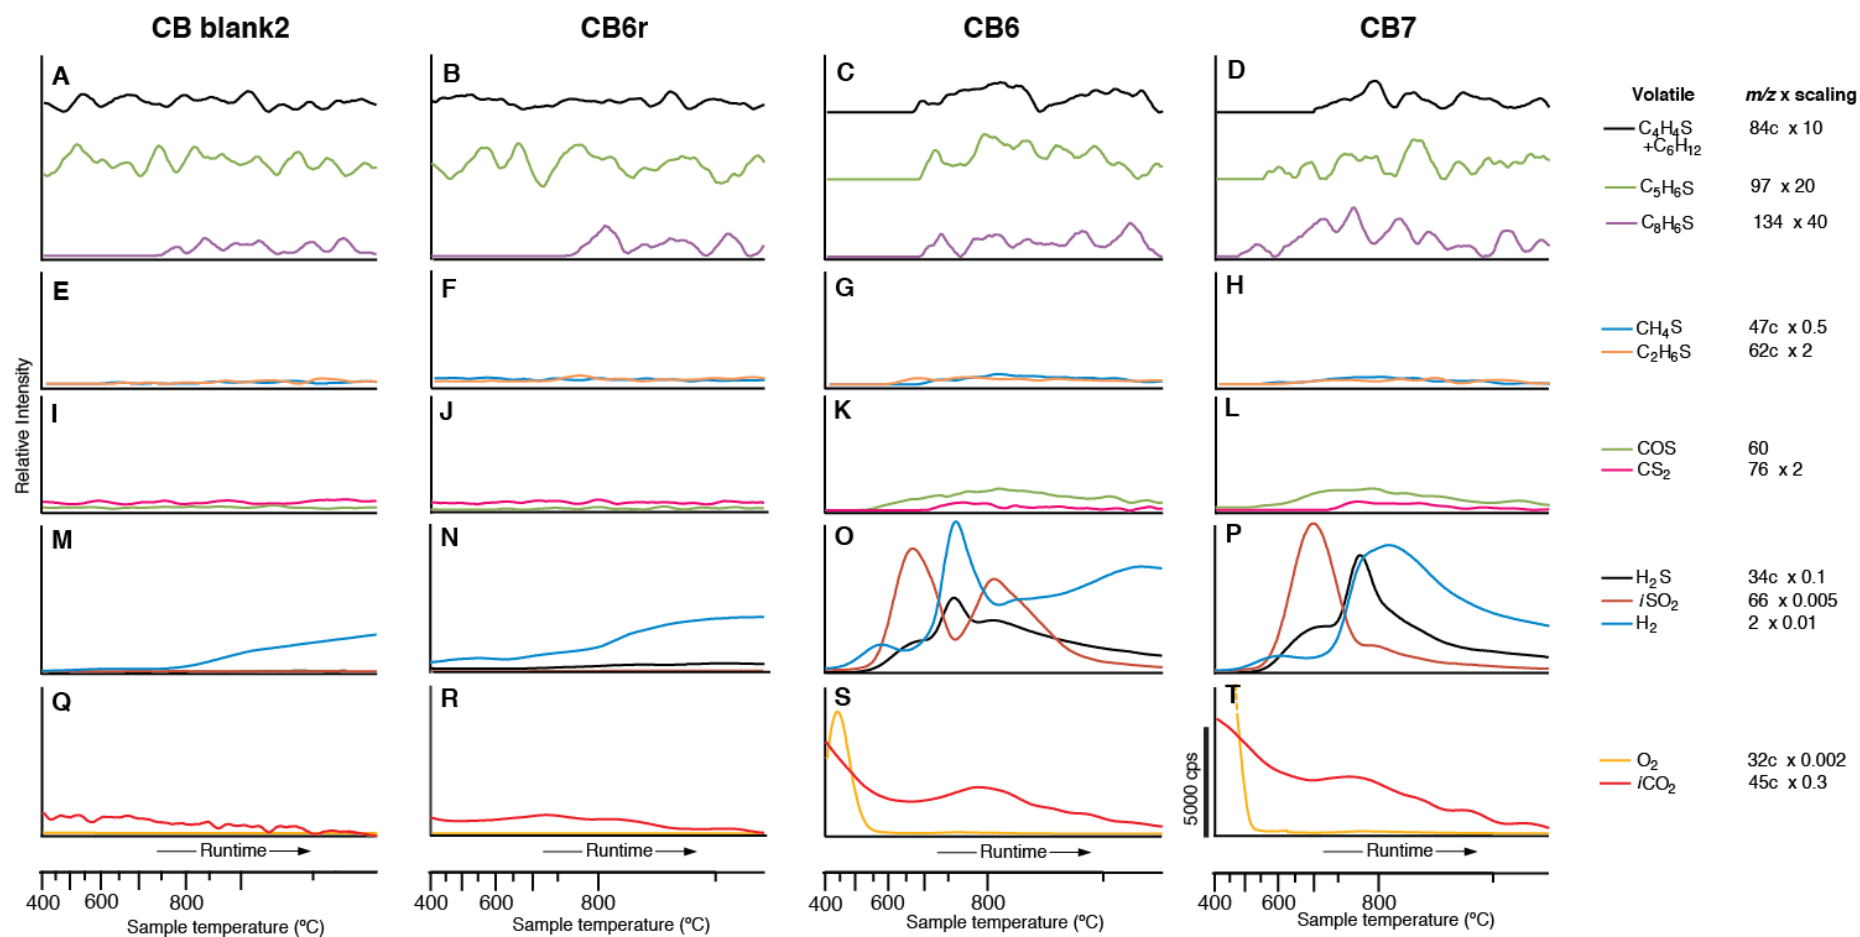 CB blank2 CB6r CB6 CB7
A B C D
Volatile m/z x scaling
C4H4S 84c x 10
+C6H12
C5H6S 97 x 20
C8H6S 134 x 40
E F G H
CH4S 47c x 0.5
C2H6S 62c x 2
Relative Intensity
I J K L
COS 60
CS2 76 x 2
M N O P
H2S 34c x 0.1
iSO2 66 x 0.005
H2 2 x 0.01
Q R S T
5000 cps
O2 32c x 0.002
iCO2 45c x 0.3
Runtime Runtime Runtime Runtime
400 600 800 400 600 800 400 600 800 400 600 800
Sample temperature (ºC) Sample temperature (ºC) Sample temperature (ºC) Sample temperature (ºC)